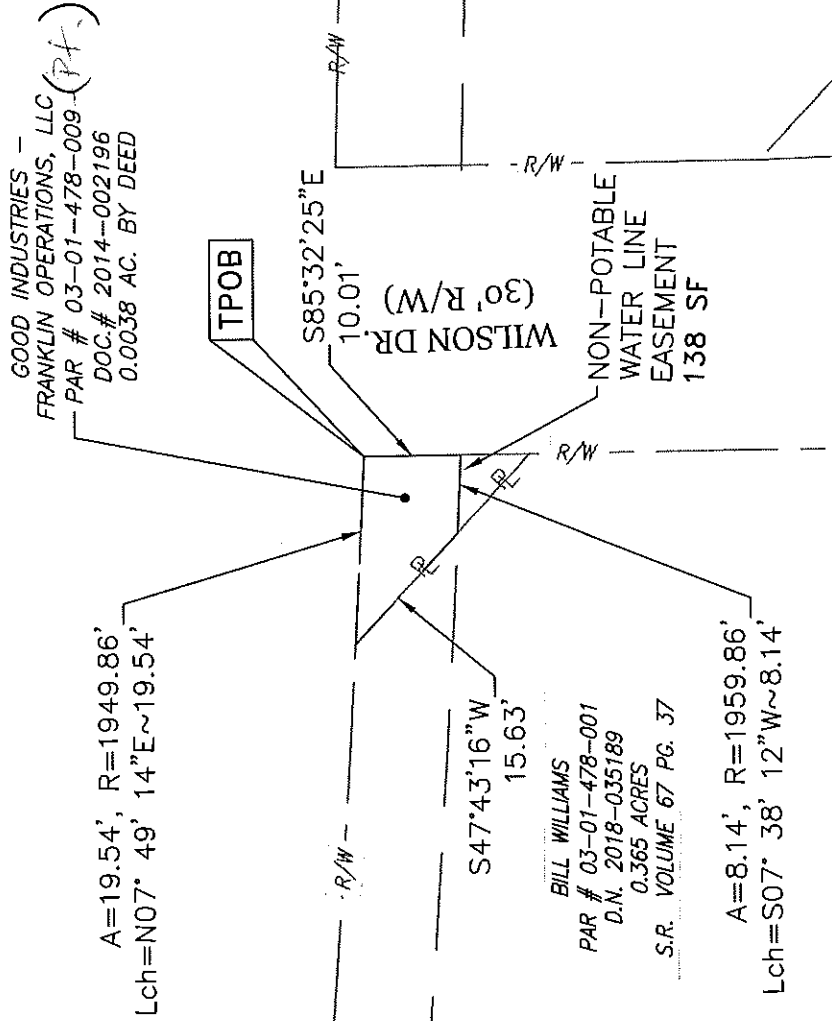 GOOD INDUSTRIES –
FRANKLIN OPERATIONS, LLC
PAR # 03–01–478–009 (Pt.)
DOC.# 2014–002196
0.0038 AC. BY DEED
TPOB
R/W
S85°32'25"E
10.01'
WILSON DR.
(30' R/W)
R/W
NON–POTABLE
WATER LINE
EASEMENT
138 SF
R/W
A=19.54', R=1949.86'
Lch=N07° 49' 14"E~19.54'
R/W
PL
PL
S47°43'16"W
15.63'
BILL WILLIAMS
PAR # 03–01–478–001
D.N. 2018–035189
0.365 ACRES
S.R. VOLUME 67 PG. 37
A=8.14', R=1959.86'
Lch=S07° 38' 12"W~8.14'